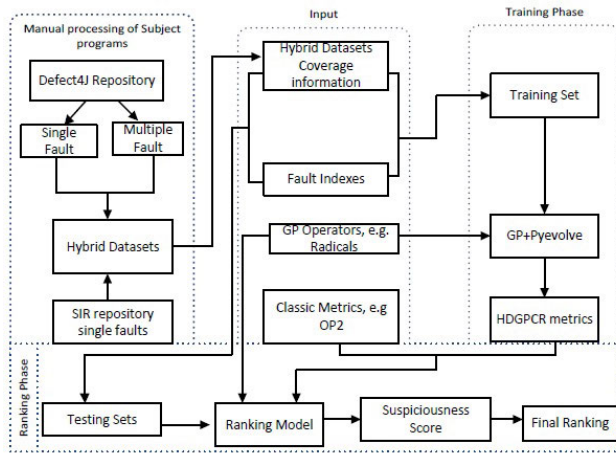 Manual processing of Subject
programs
Defect4J Repository
Single
Fault
Multiple
Fault
Hybrid Datasets
SIR repository
single faults
Input
Hybrid Datasets
Coverage
information
Fault Indexes
GP Operators, e.g.
Radicals
Classic Metrics, e.g
OP2
Training Phase
Training Set
GP+Pyevolve
HDGPCR metrics
Ranking Phase
Testing Sets
Ranking Model
Suspiciousness
Score
Final Ranking